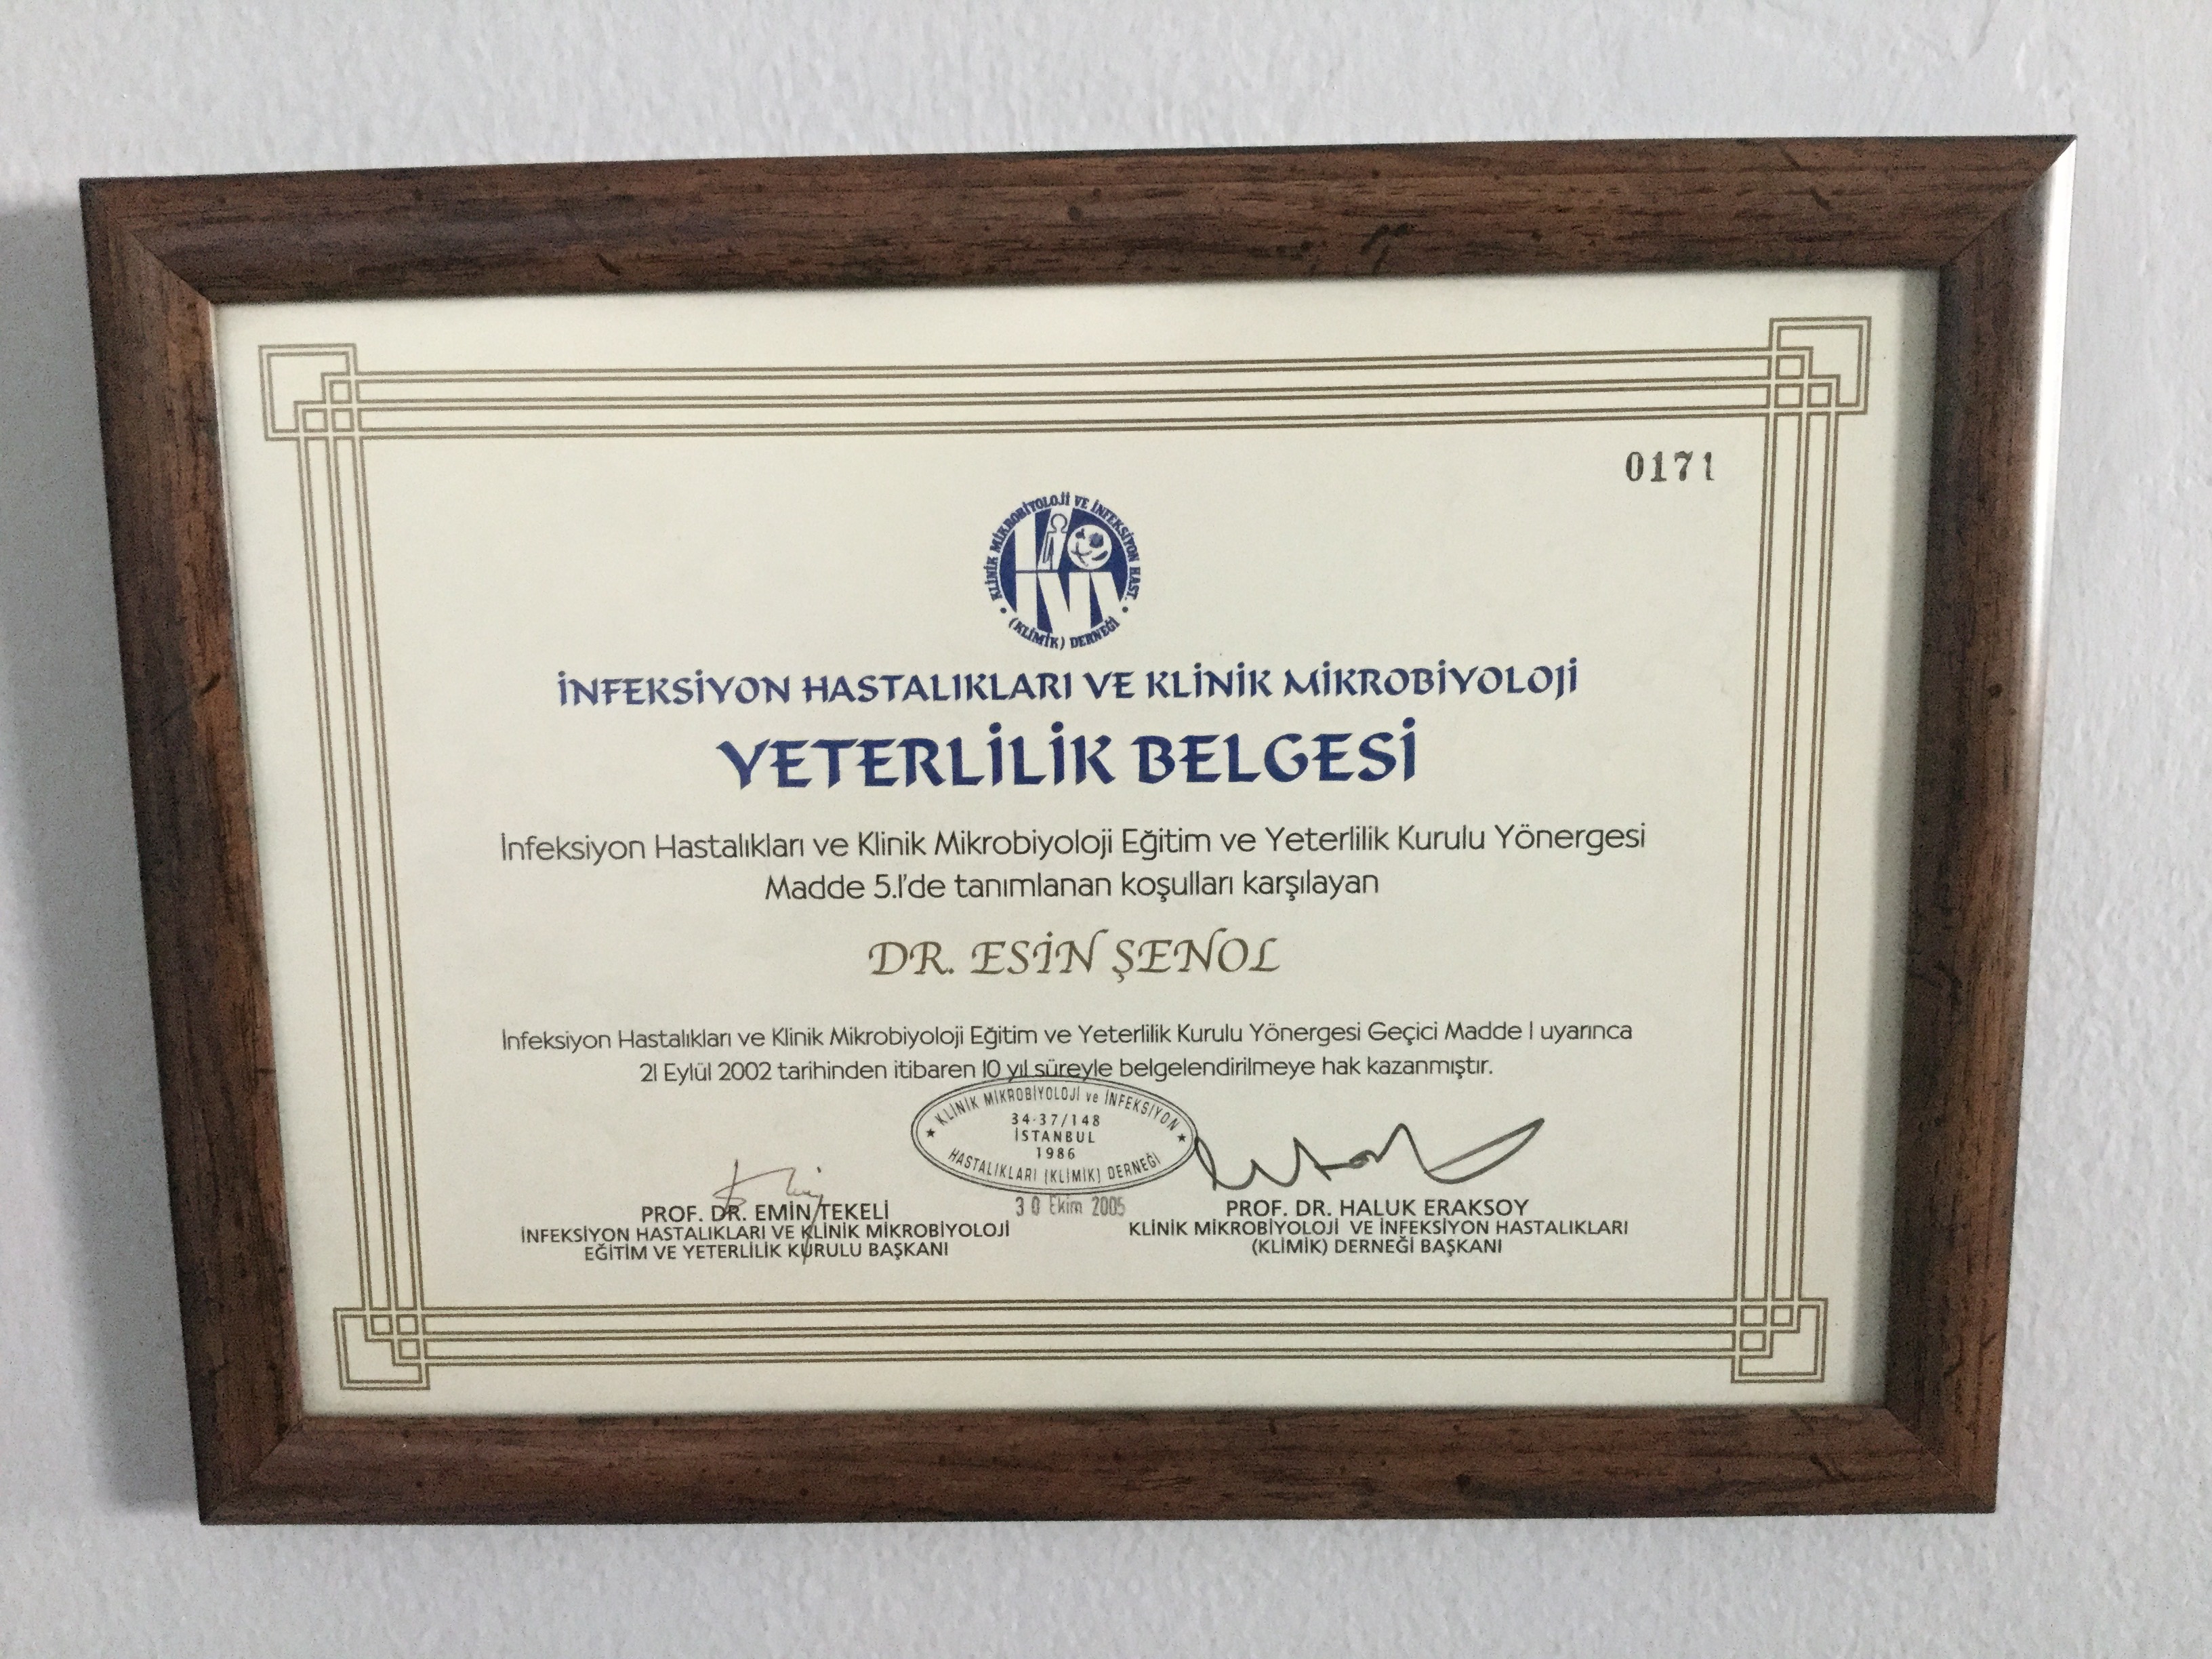 0171
KLİNİK MİKROBİYOLOJİ VE İNFEKSİYON HAST.
(KLİMİK) DERNEĞİ
İNFEKSİYON HASTALIKLARI VE KLİNİK MİKROBİYOLOJİ
YETERLİLİK BELGESİ
İnfeksiyon Hastalıkları ve Klinik Mikrobiyoloji Eğitim ve Yeterlilik Kurulu Yönergesi
Madde 5.1'de tanımlanan koşulları karşılayan
DR. ESİN ŞENOL
İnfeksiyon Hastalıkları ve Klinik Mikrobiyoloji Eğitim ve Yeterlilik Kurulu Yönergesi Geçici Madde 1 uyarınca
21 Eylül 2002 tarihinden itibaren 10 yıl süreyle belgelendirilmeye hak kazanmıştır.
KLİNİK MİKROBİYOLOJİ ve İNFEKSİYON
34-37/148
İSTANBUL
1986
HASTALIKLARI (KLİMİK) DERNEĞİ
30 Ekim 2005
PROF. DR. EMİN TEKELİ
İNFEKSİYON HASTALIKLARI VE KLİNİK MİKROBİYOLOJİ
EĞİTİM VE YETERLİLİK KURULU BAŞKANI
PROF. DR. HALUK ERAKSOY
KLİNİK MİKROBİYOLOJİ VE İNFEKSİYON HASTALIKLARI
(KLİMİK) DERNEĞİ BAŞKANI